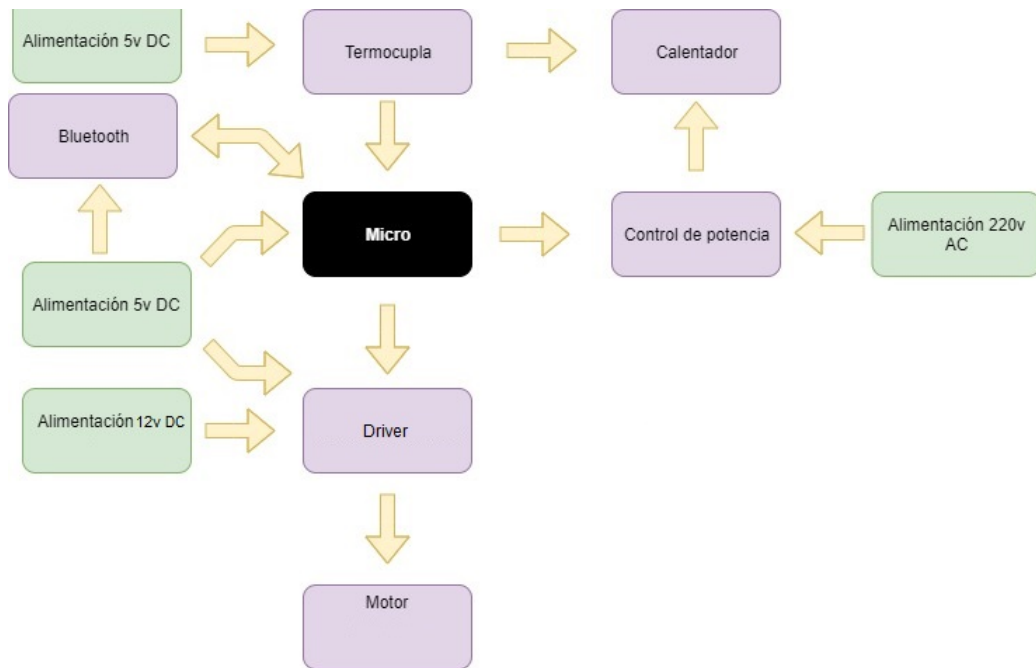 Alimentación 5v DC
Termocupla
Calentador
Bluetooth
Micro
Control de potencia
Alimentación 220v
AC
Alimentación 5v DC
Alimentación 12v DC
Driver
Motor